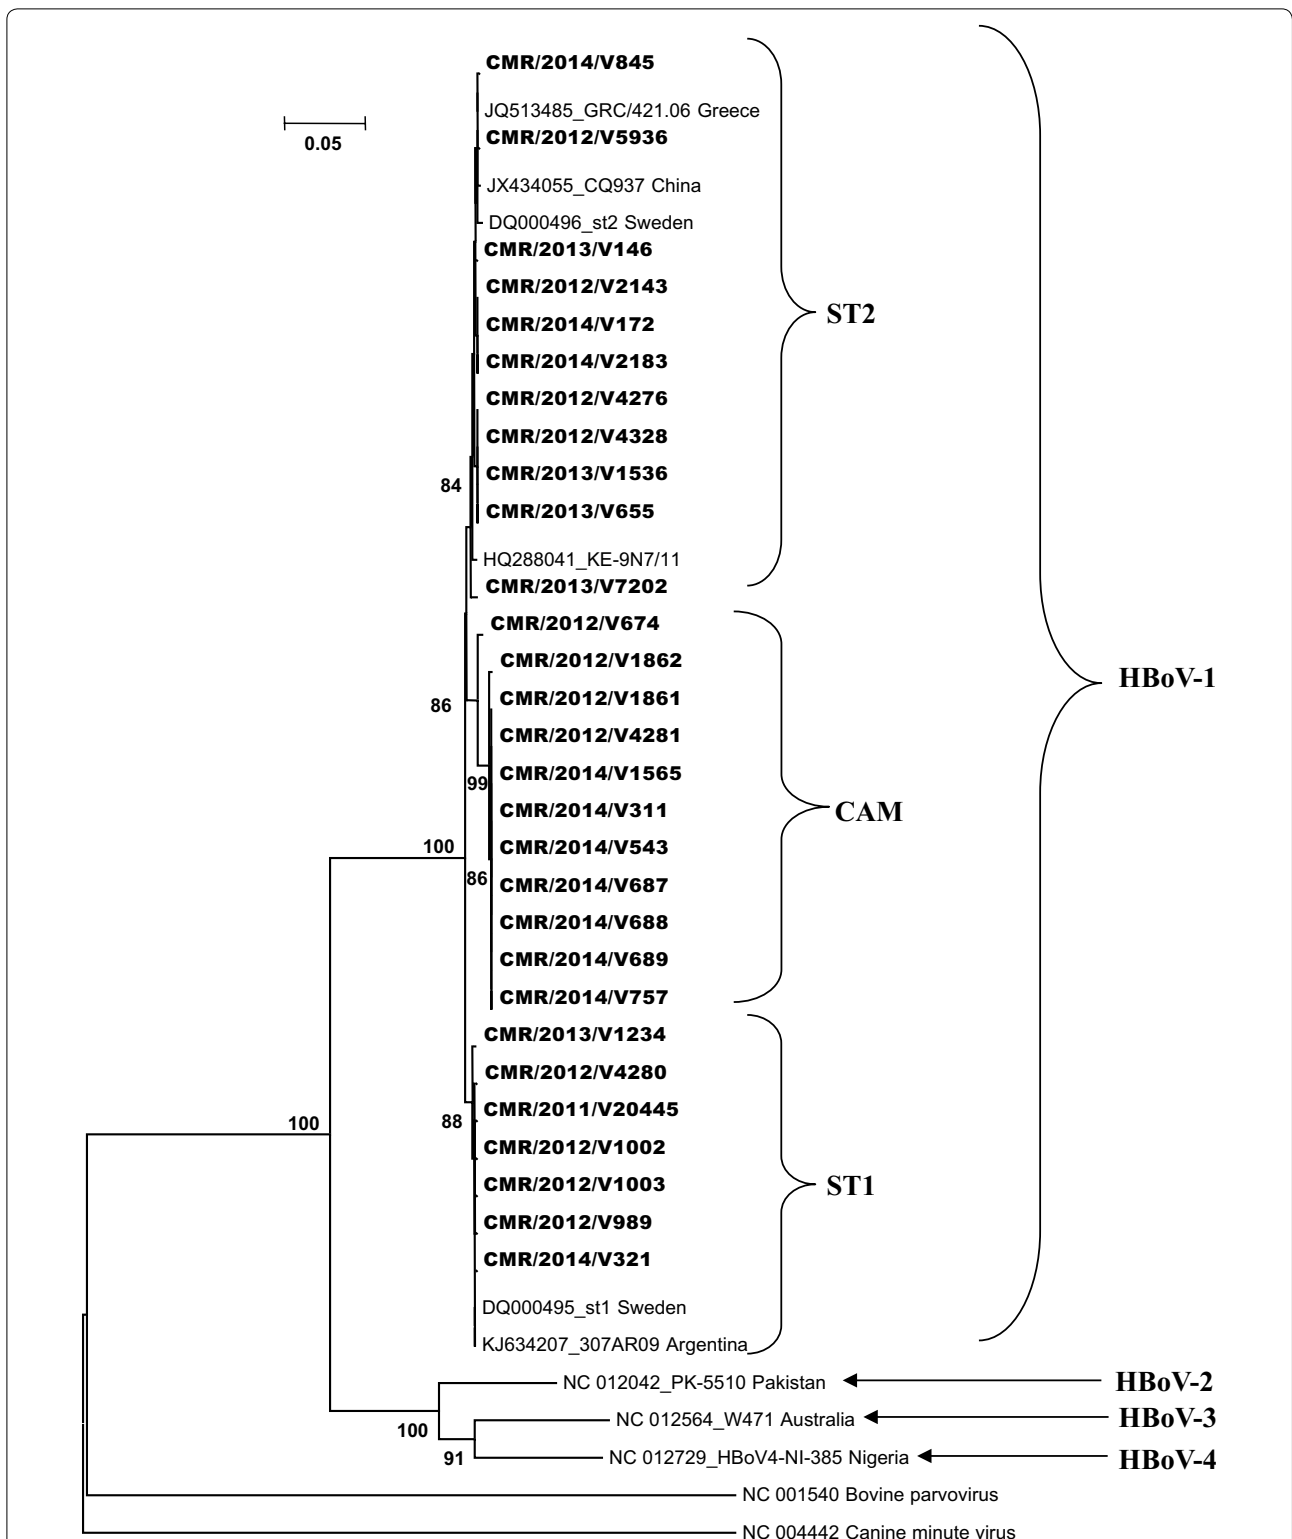 CMR/2014/V845
JQ513485_GRC/421.06 Greece
0.05
CMR/2012/V5936
JX434055_CQ937 China
DQ000496_st2 Sweden
CMR/2013/V146
CMR/2012/V2143
ST2
CMR/2014/V172
CMR/2014/V2183
CMR/2012/V4276
CMR/2012/V4328
CMR/2013/V1536
84
CMR/2013/V655
HQ288041_KE-9N7/11
CMR/2013/V7202
CMR/2012/V674
CMR/2012/V1862
HBoV-1
CMR/2012/V1861
86
CMR/2012/V4281
CMR/2014/V1565
99
CMR/2014/V311
CAM
CMR/2014/V543
100
CMR/2014/V687
86
CMR/2014/V688
CMR/2014/V689
CMR/2014/V757
CMR/2013/V1234
CMR/2012/V4280
CMR/2011/V20445
88
100
CMR/2012/V1002
CMR/2012/V1003
ST1
CMR/2012/V989
CMR/2014/V321
DQ000495_st1 Sweden
KJ634207_307AR09 Argentina
NC 012042_PK-5510 Pakistan
HBoV-2
NC 012564_W471 Australia
HBoV-3
100
NC 012729_HBoV4-NI-385 Nigeria
HBoV-4
91
NC 001540 Bovine parvovirus
NC 004442 Canine minute virus